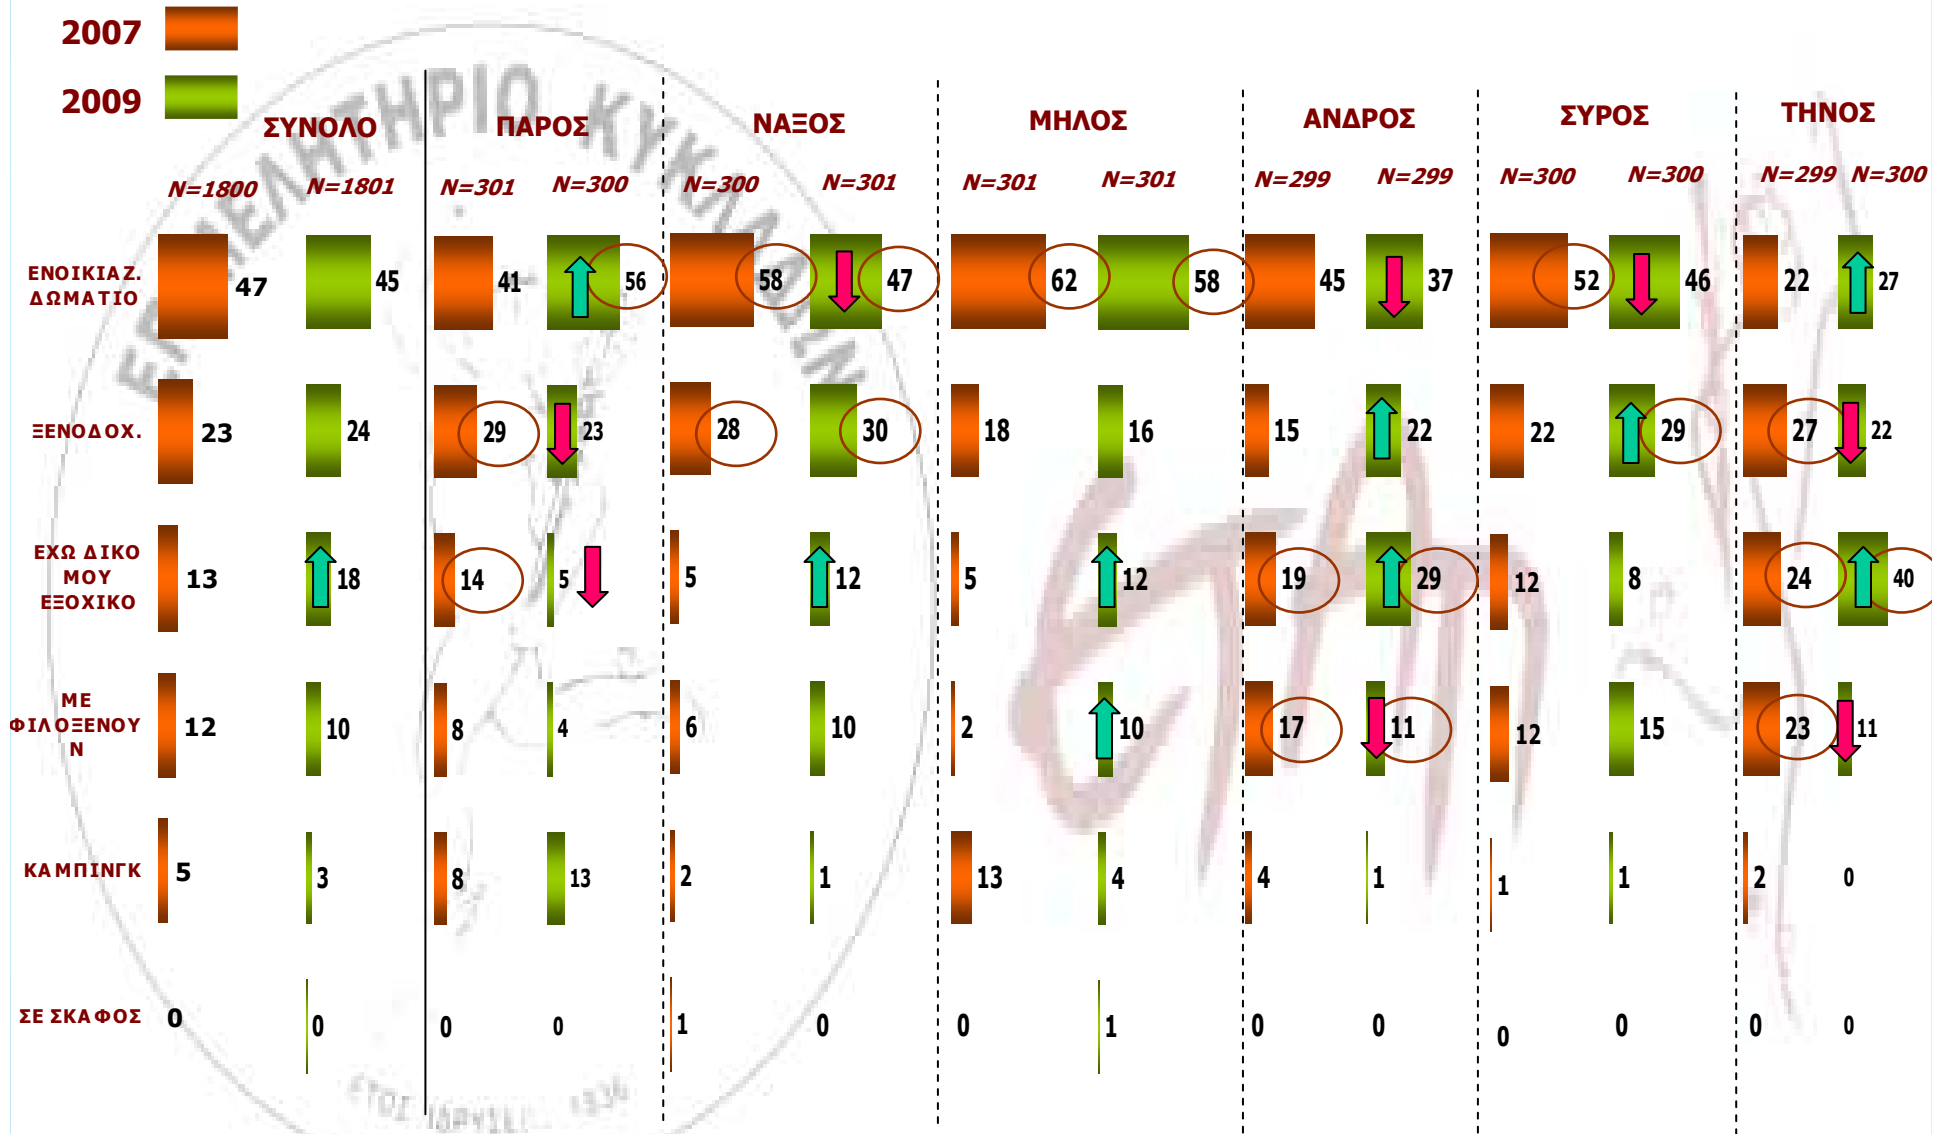 2007
2009
ΣΥΝΟΛΟ ΠΑΡΟΣ ΝΑΞΟΣ ΜΗΛΟΣ ΑΝΔΡΟΣ ΣΥΡΟΣ ΤΗΝΟΣ
N=1800 N=1801 N=301 N=300 N=300 N=301 N=301 N=301 N=299 N=299 N=300 N=300 N=299 N=300
ΕΝΟΙΚΙΑΖ.
ΔΩΜΑΤΙΟ
47 45 41 56 58 47 62 58 45 37 52 46 22 27
ΞΕΝΟΔΟΧ.
23 24 29 23 28 30 18 16 15 22 22 29 27 22
ΕΧΩ ΔΙΚΟ
ΜΟΥ
ΕΞΟΧΙΚΟ
13 18 14 5 5 12 5 12 19 29 12 8 24 40
ΜΕ
ΦΙΛΟΞΕΝΟΥ
Ν
12 10 8 4 6 10 2 10 17 11 12 15 23 11
ΚΑΜΠΙΝΓΚ
5 3 8 13 2 1 13 4 4 1 1 1 2 0
ΣΕ ΣΚΑΦΟΣ
0 0 0 0 1 0 0 1 0 0 0 0 0 0
ΕΠΙΜΕΛΗΤΗΡΙΟ ΚΥΚΛΑΔΩΝ